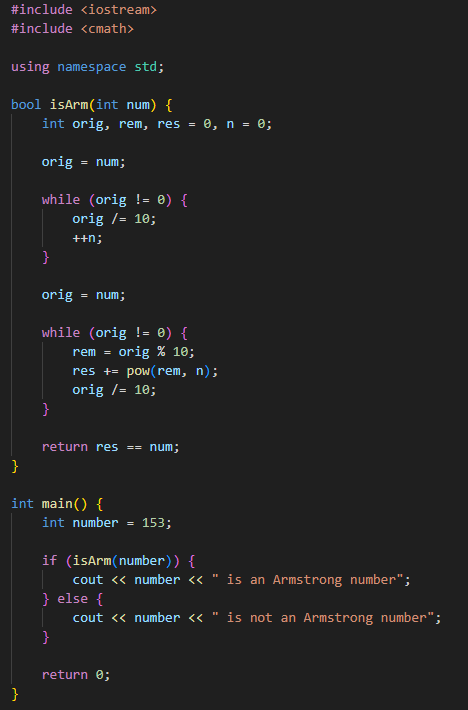 #include <iostream>
#include <cmath>

using namespace std;

bool isArm(int num) {
    int orig, rem, res = 0, n = 0;

    orig = num;

    while (orig != 0) {
        orig /= 10;
        ++n;
    }

    orig = num;

    while (orig != 0) {
        rem = orig % 10;
        res += pow(rem, n);
        orig /= 10;
    }

    return res == num;
}

int main() {
    int number = 153;

    if (isArm(number)) {
        cout << number << " is an Armstrong number";
    } else {
        cout << number << " is not an Armstrong number";
    }

    return 0;
}